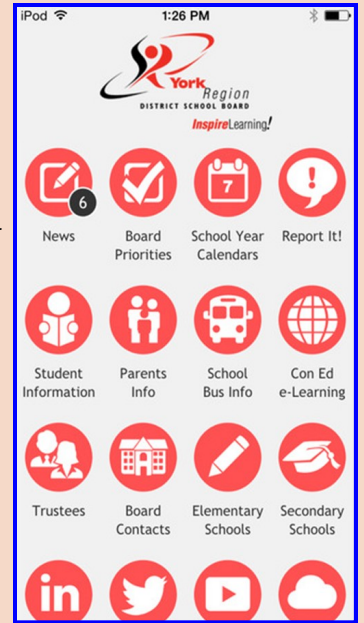 iPod 1:26 PM
York
Region
DISTRICT SCHOOL BOARD
InspireLearning!
6
7
News
Board
Priorities
School Year
Calendars
Report It!
Student
Information
Parents
Info
School
Bus Info
Con Ed
e-Learning
Trustees
Board
Contacts
Elementary
Schools
Secondary
Schools
in